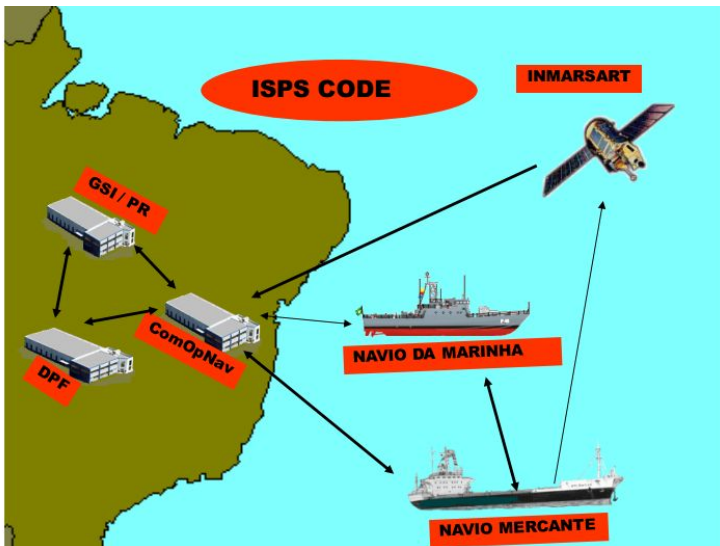 ISPS CODE
INMARSART
GSI / PR
ComOpNav
DPF
NAVIO DA MARINHA
NAVIO MERCANTE